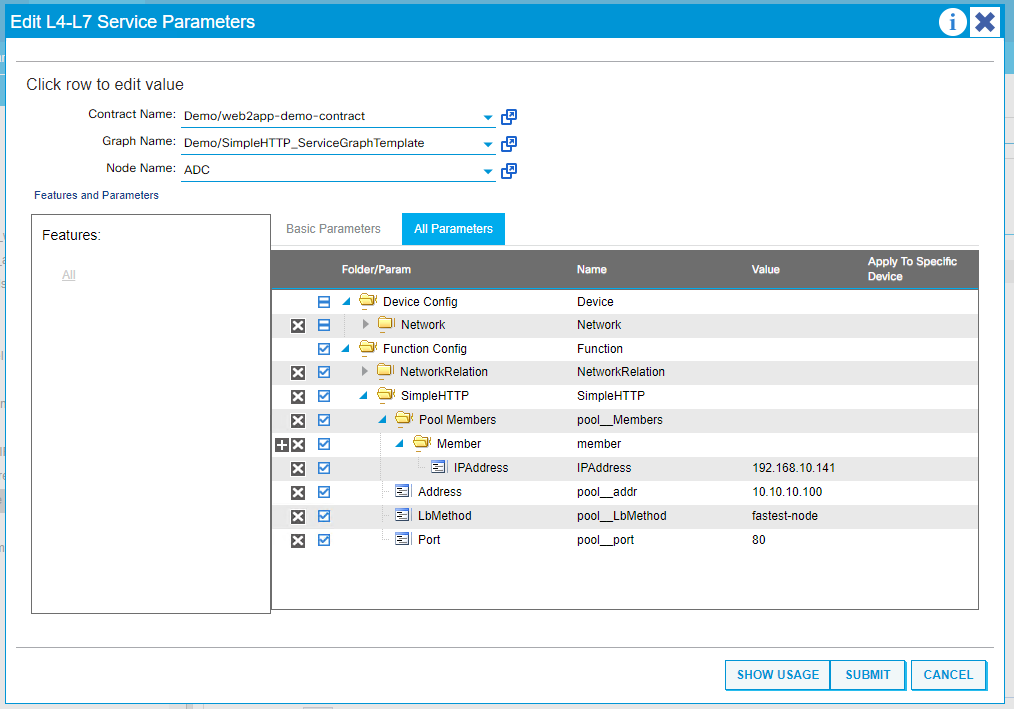 Edit L4-L7 Service Parameters
i
Click row to edit value
Contract Name: Demo/web2app-demo-contract
Graph Name: Demo/SimpleHTTP_ServiceGraphTemplate
Node Name: ADC
Features and Parameters
Features:
All
Basic Parameters All Parameters
Folder/Param Name Value Apply To Specific
Device
Device Config Device
Network Network
Function Config Function
NetworkRelation NetworkRelation
SimpleHTTP SimpleHTTP
Pool Members pool__Members
Member member
IPAddress IPAddress 192.168.10.141
Address pool__addr 10.10.10.100
LbMethod pool__LbMethod fastest-node
Port pool__port 80
SHOW USAGE SUBMIT CANCEL